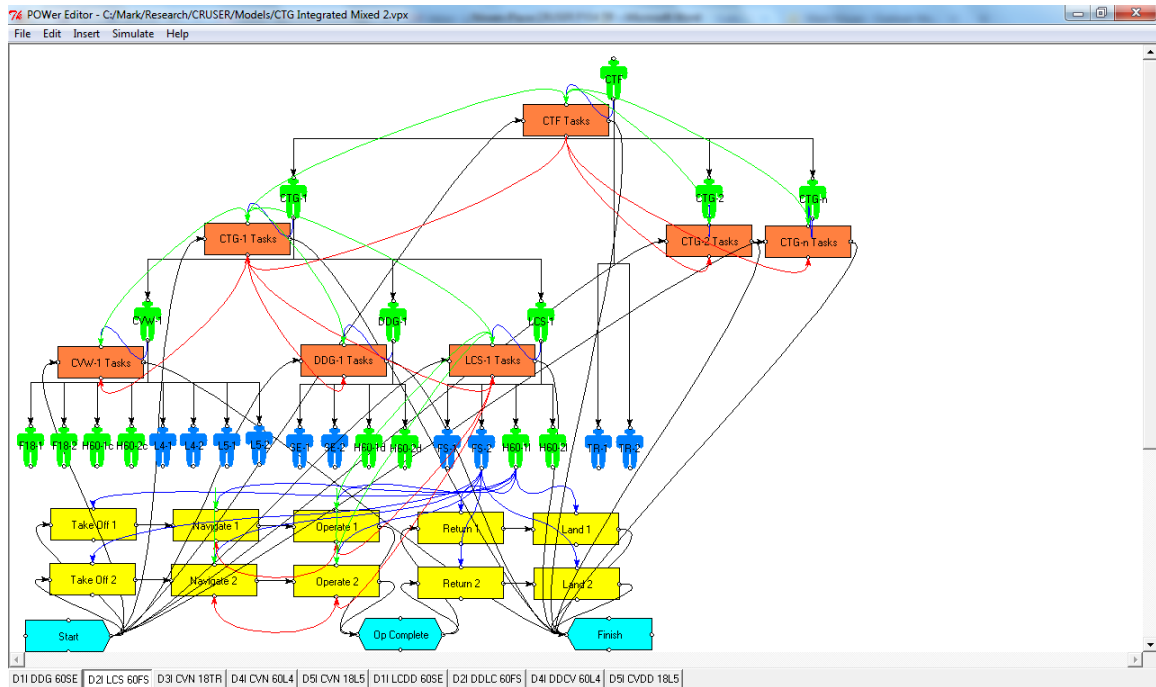 POWer Editor - C:/Mark/Research/CRUSER/Models/CTG Integrated Mixed 2.vpx
File Edit Insert Simulate Help
CTF
CTF Tasks
CTG-1 CTG-2 CTG-n
CTG-1 Tasks CTG-2 Tasks CTG-n Tasks
CVW-1 DDG-1 LCS-1
CVW-1 Tasks DDG-1 Tasks LCS-1 Tasks
F18-1 F18-2 H60-1c H60-2c L4-1 L4-2 L5-1 L5-2 SE-1 SE-2 H60-1d H60-2d FS-1 FS-2 H60-1l H60-2l TR-1 TR-2
Take Off 1 Navigate 1 Operate 1 Return 1 Land 1
Take Off 2 Navigate 2 Operate 2 Return 2 Land 2
Start Op Complete Finish
D1I DDG 60SE D2I LCS 60FS D3I CVN 18TR D4I CVN 60L4 D5I CVN 18L5 D1I LCDD 60SE D2I DDLC 60FS D4I DDCV 60L4 D5I CVDD 18L5